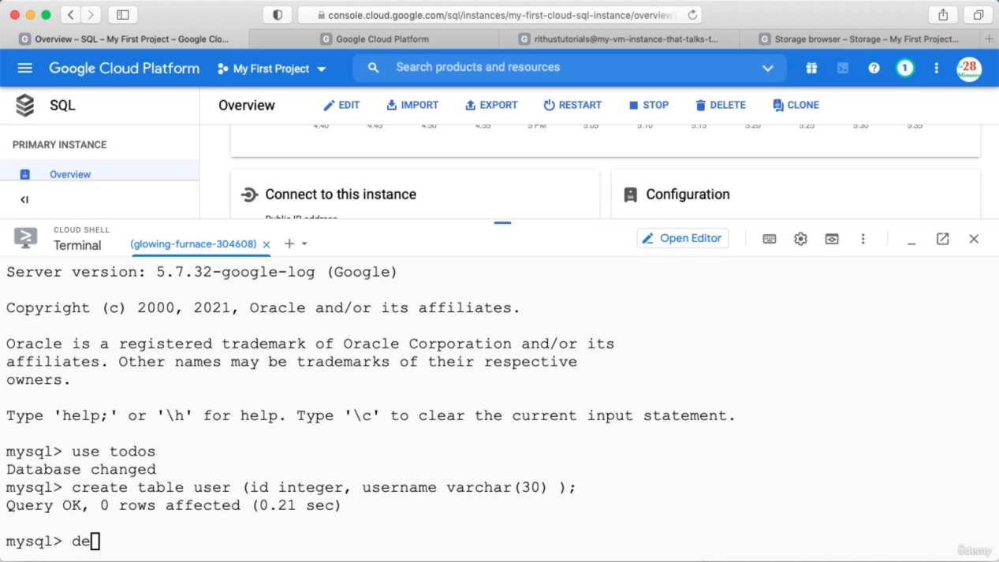 console.cloud.google.com/sql/instances/my-first-cloud-sql-instance/overview?
Overview – SQL – My First Project – Google Clo...
Google Cloud Platform
rithustutorials@my-vm-instance-that-talks-t...
Storage browser – Storage – My First Project...
Google Cloud Platform
My First Project
Search products and resources
1
28
Minutes
SQL
Overview
EDIT
IMPORT
EXPORT
RESTART
STOP
DELETE
CLONE
4:40 4:45 4:50 4:55 5 PM 5:05 5:10 5:15 5:20 5:25 5:30 5:35
PRIMARY INSTANCE
Overview
Connect to this instance
Public IP address
Configuration
CLOUD SHELL
Terminal
(glowing-furnace-304608)
Open Editor
Server version: 5.7.32-google-log (Google)
Copyright (c) 2000, 2021, Oracle and/or its affiliates.
Oracle is a registered trademark of Oracle Corporation and/or its
affiliates. Other names may be trademarks of their respective
owners.
Type 'help;' or '\h' for help. Type '\c' to clear the current input statement.
mysql> use todos
Database changed
mysql> create table user (id integer, username varchar(30) );
Query OK, 0 rows affected (0.21 sec)
mysql> de
ûdemy